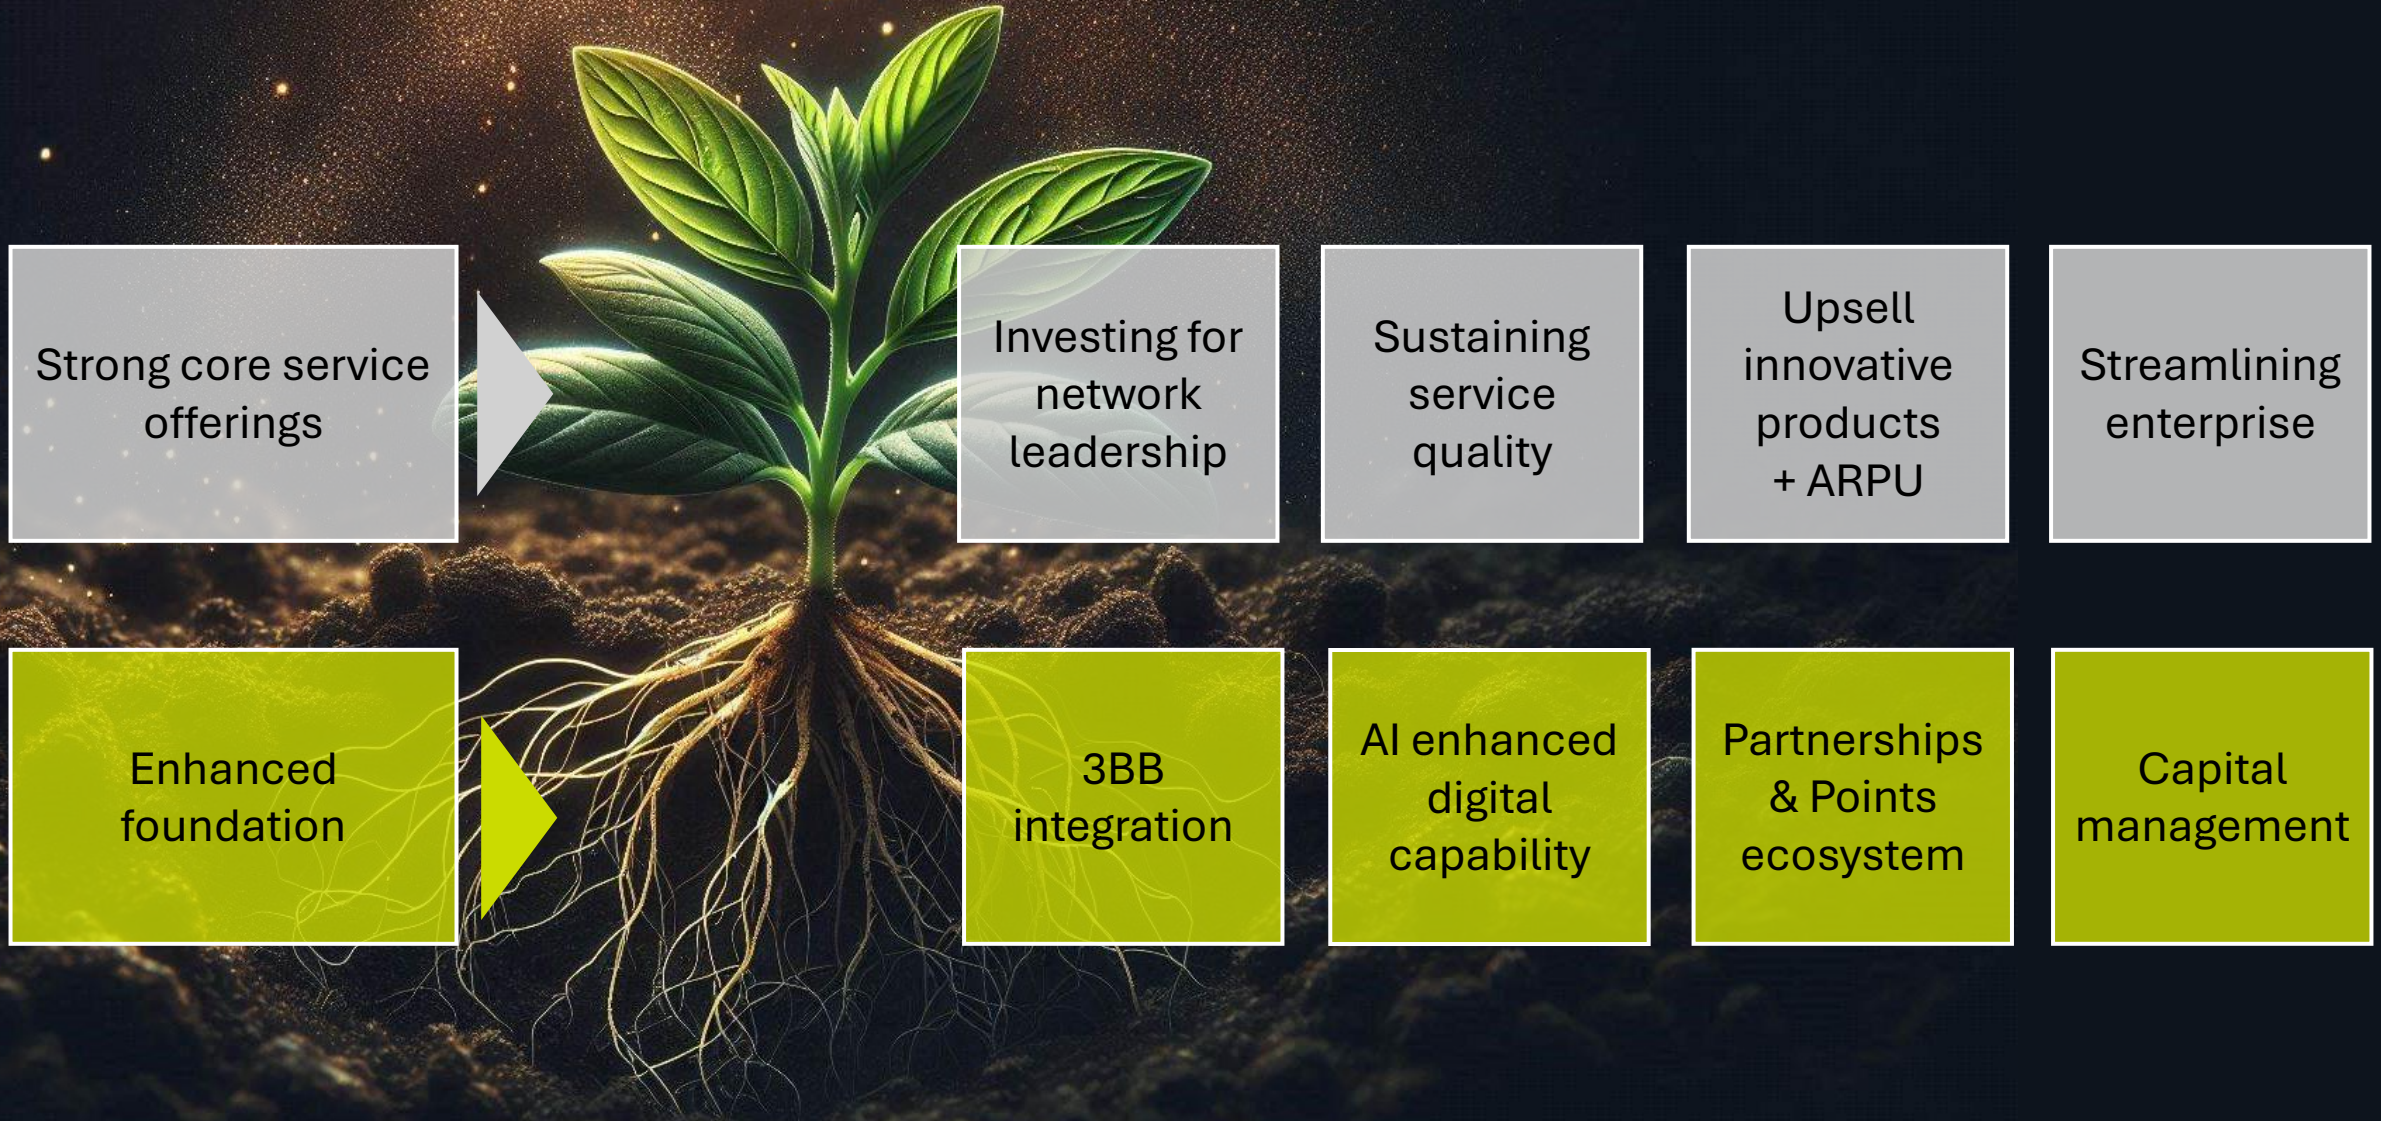 Strong core service
offerings
Investing for
network
leadership
Sustaining
service
quality
Upsell
innovative
products
+ ARPU
Streamlining
enterprise
Enhanced
foundation
3BB
integration
AI enhanced
digital
capability
Partnerships
& Points
ecosystem
Capital
management